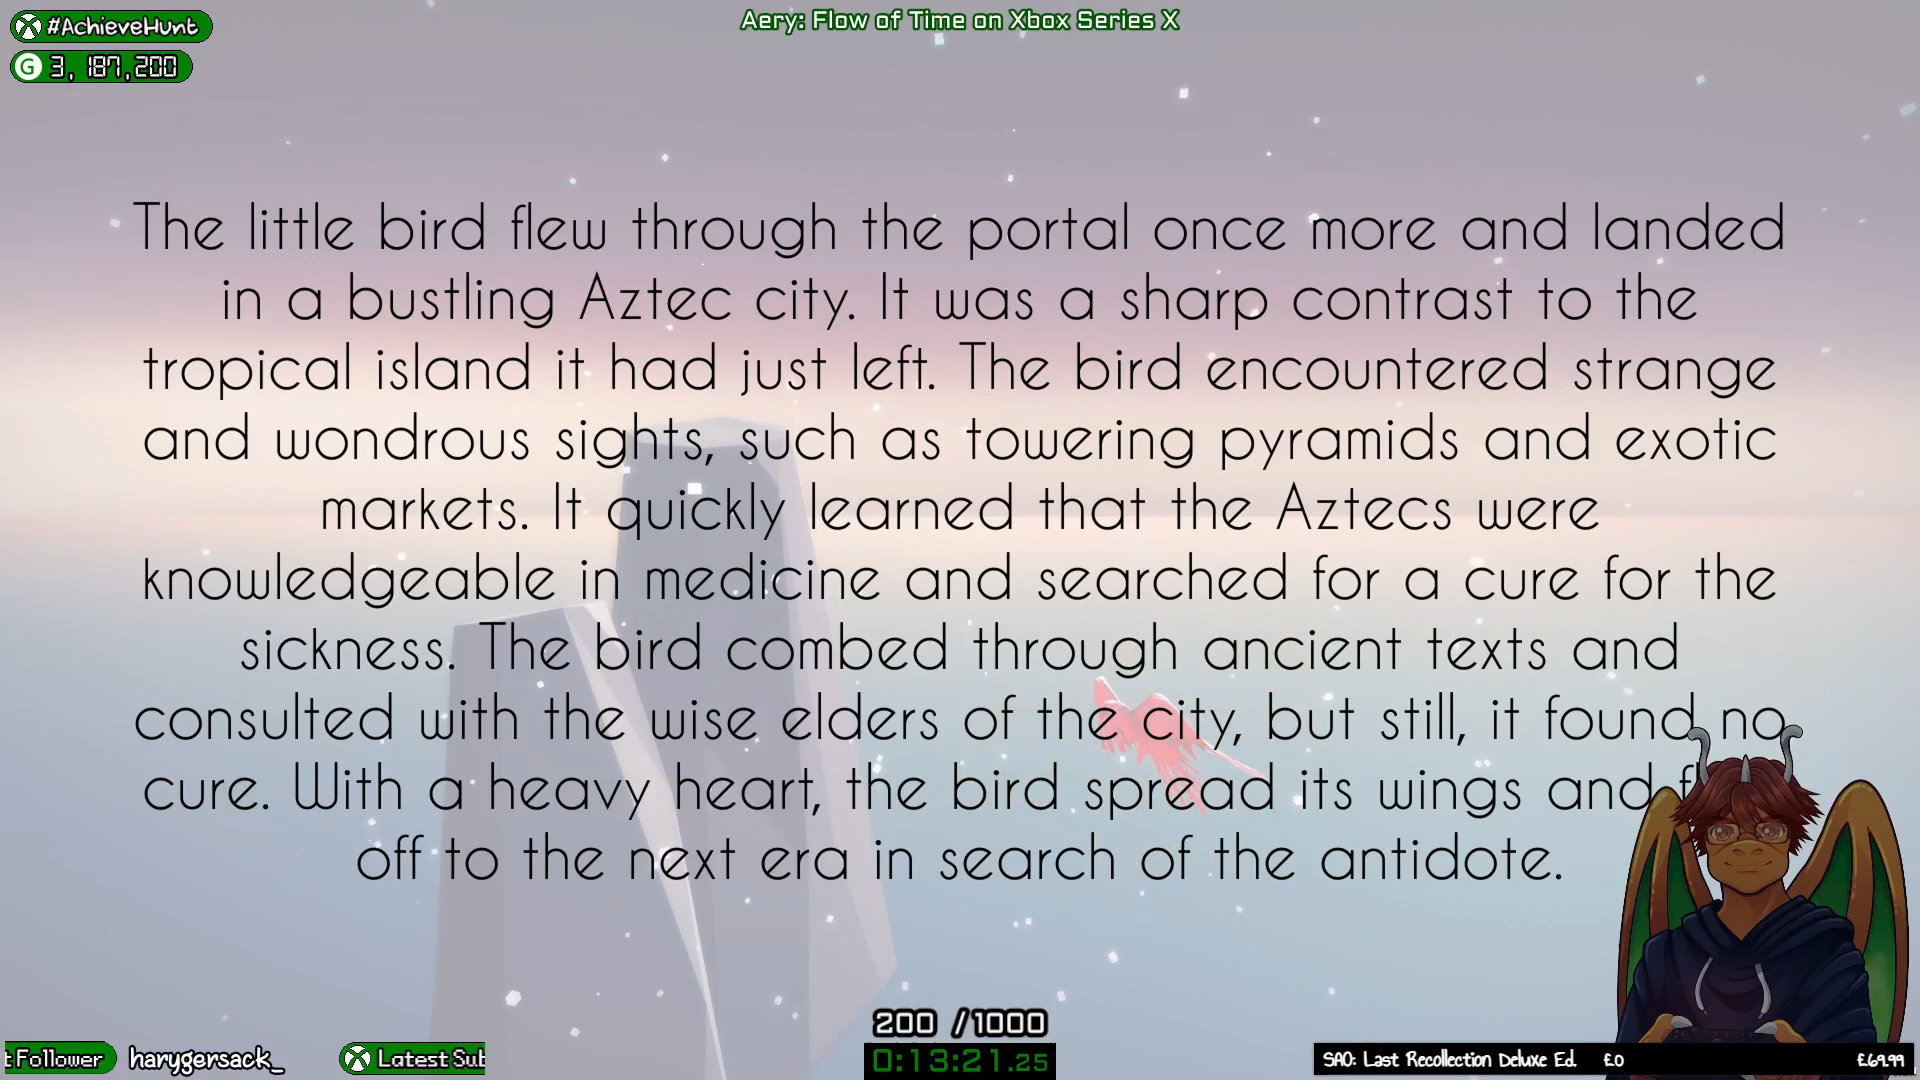 #AchieveHunt
Aery: Flow of Time on Xbox Series X
G 3,187,200
The little bird flew through the portal once more and landed
in a bustling Aztec city. It was a sharp contrast to the
tropical island it had just left. The bird encountered strange
and wondrous sights, such as towering pyramids and exotic
markets. It quickly learned that the Aztecs were
knowledgeable in medicine and searched for a cure for the
sickness. The bird combed through ancient texts and
consulted with the wise elders of the city, but still, it found no
cure. With a heavy heart, the bird spread its wings and
off to the next era in search of the antidote.
200 /1000
t Follower harygersack_ Latest Sub
0:13:21.25
SAO: Last Recollection Deluxe Ed. £0 £69.99